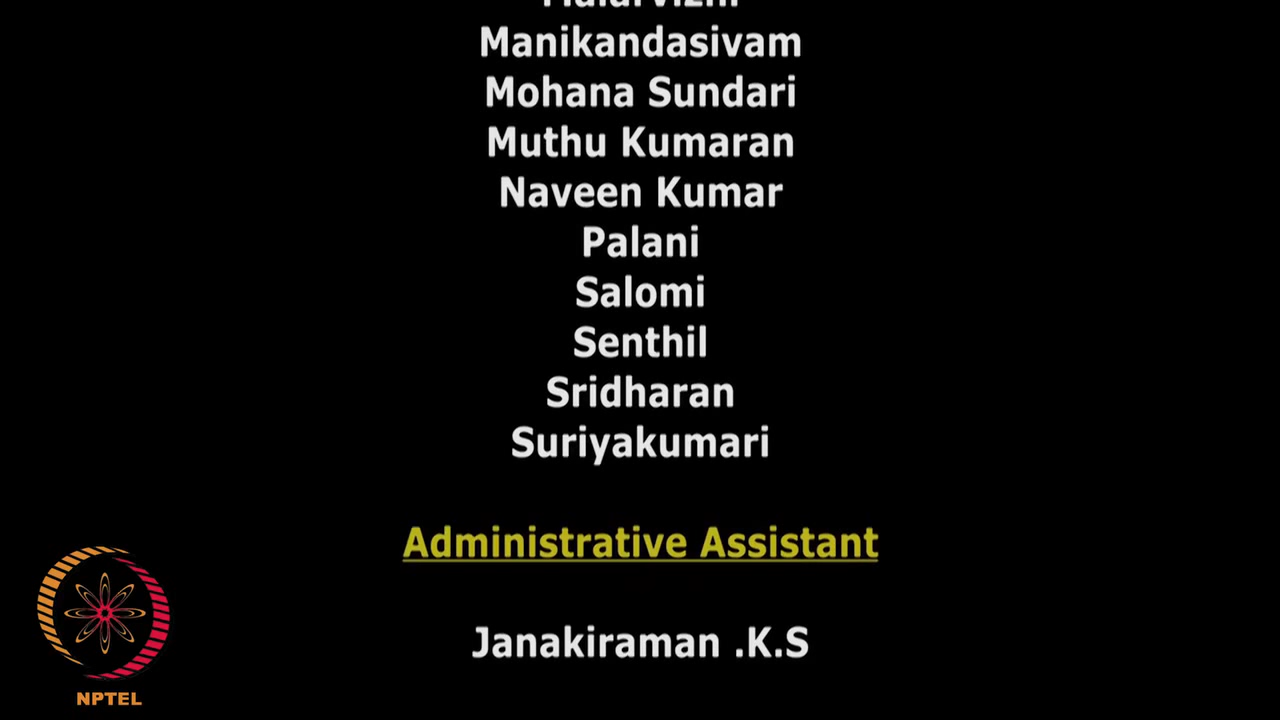 Manikandasivam
Mohana Sundari
Muthu Kumaran
Naveen Kumar
Palani
Salomi
Senthil
Sridharan
Suriyakumari
Administrative Assistant
Janakiraman .K.S
NPTEL